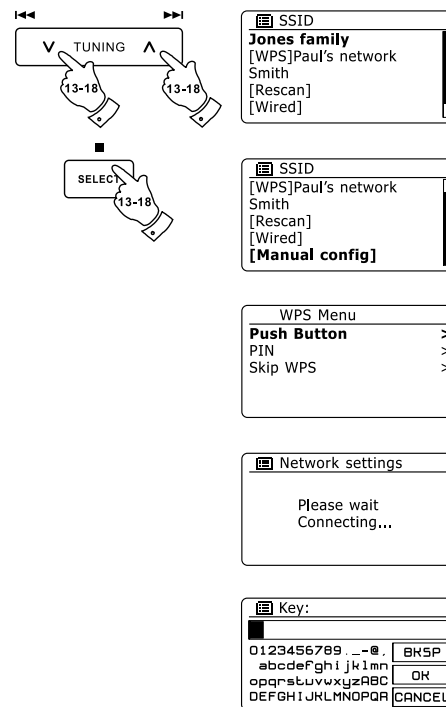 TUNING
13-18
13-18
SELECT
13-18
SSID
Jones family
[WPS]Paul's network
Smith
[Rescan]
[Wired]
SSID
[WPS]Paul's network
Smith
[Rescan]
[Wired]
[Manual config]
WPS Menu
Push Button >
PIN >
Skip WPS >
Network settings
Please wait
Connecting...
Key:
0123456789._-@,
abcdefghijklmn
opqrstuvwxyzABC
DEFGHIJKLMNOPQR
BKSP
OK
CANCEL